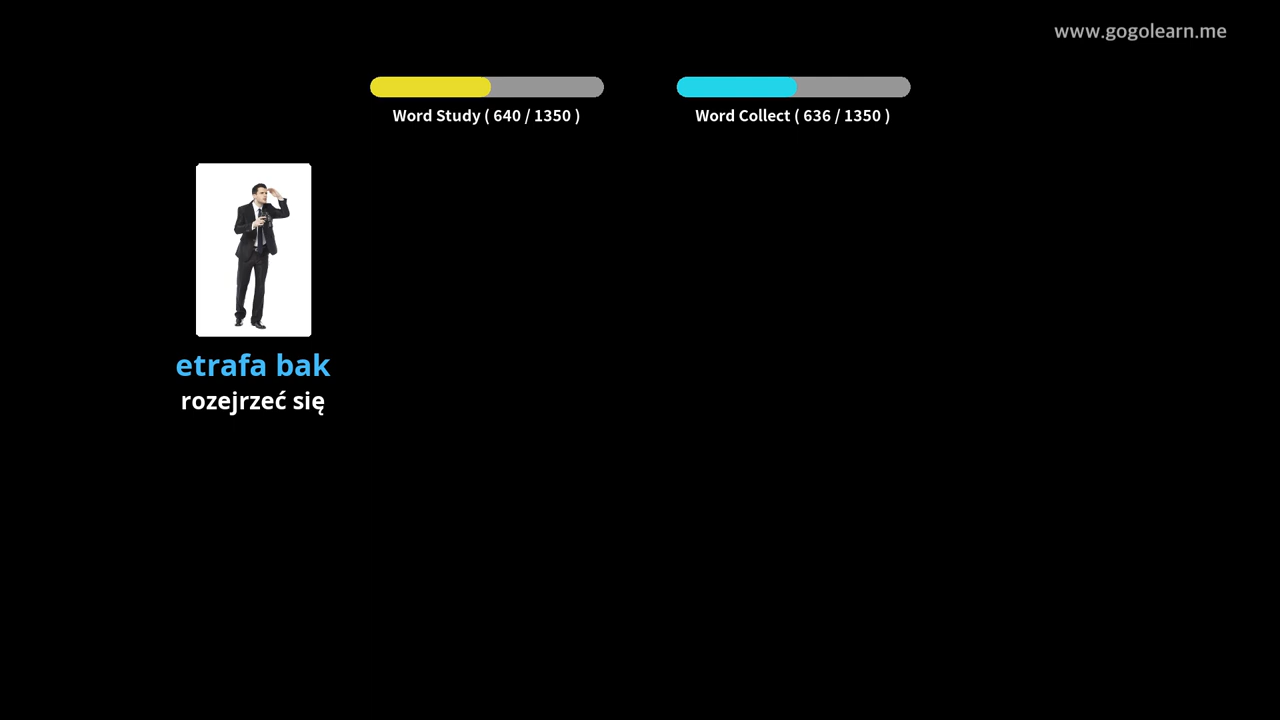 www.gogolearn.me
Word Study ( 640 / 1350 )
Word Collect ( 636 / 1350 )
etrafa bak
rozejrzeć się